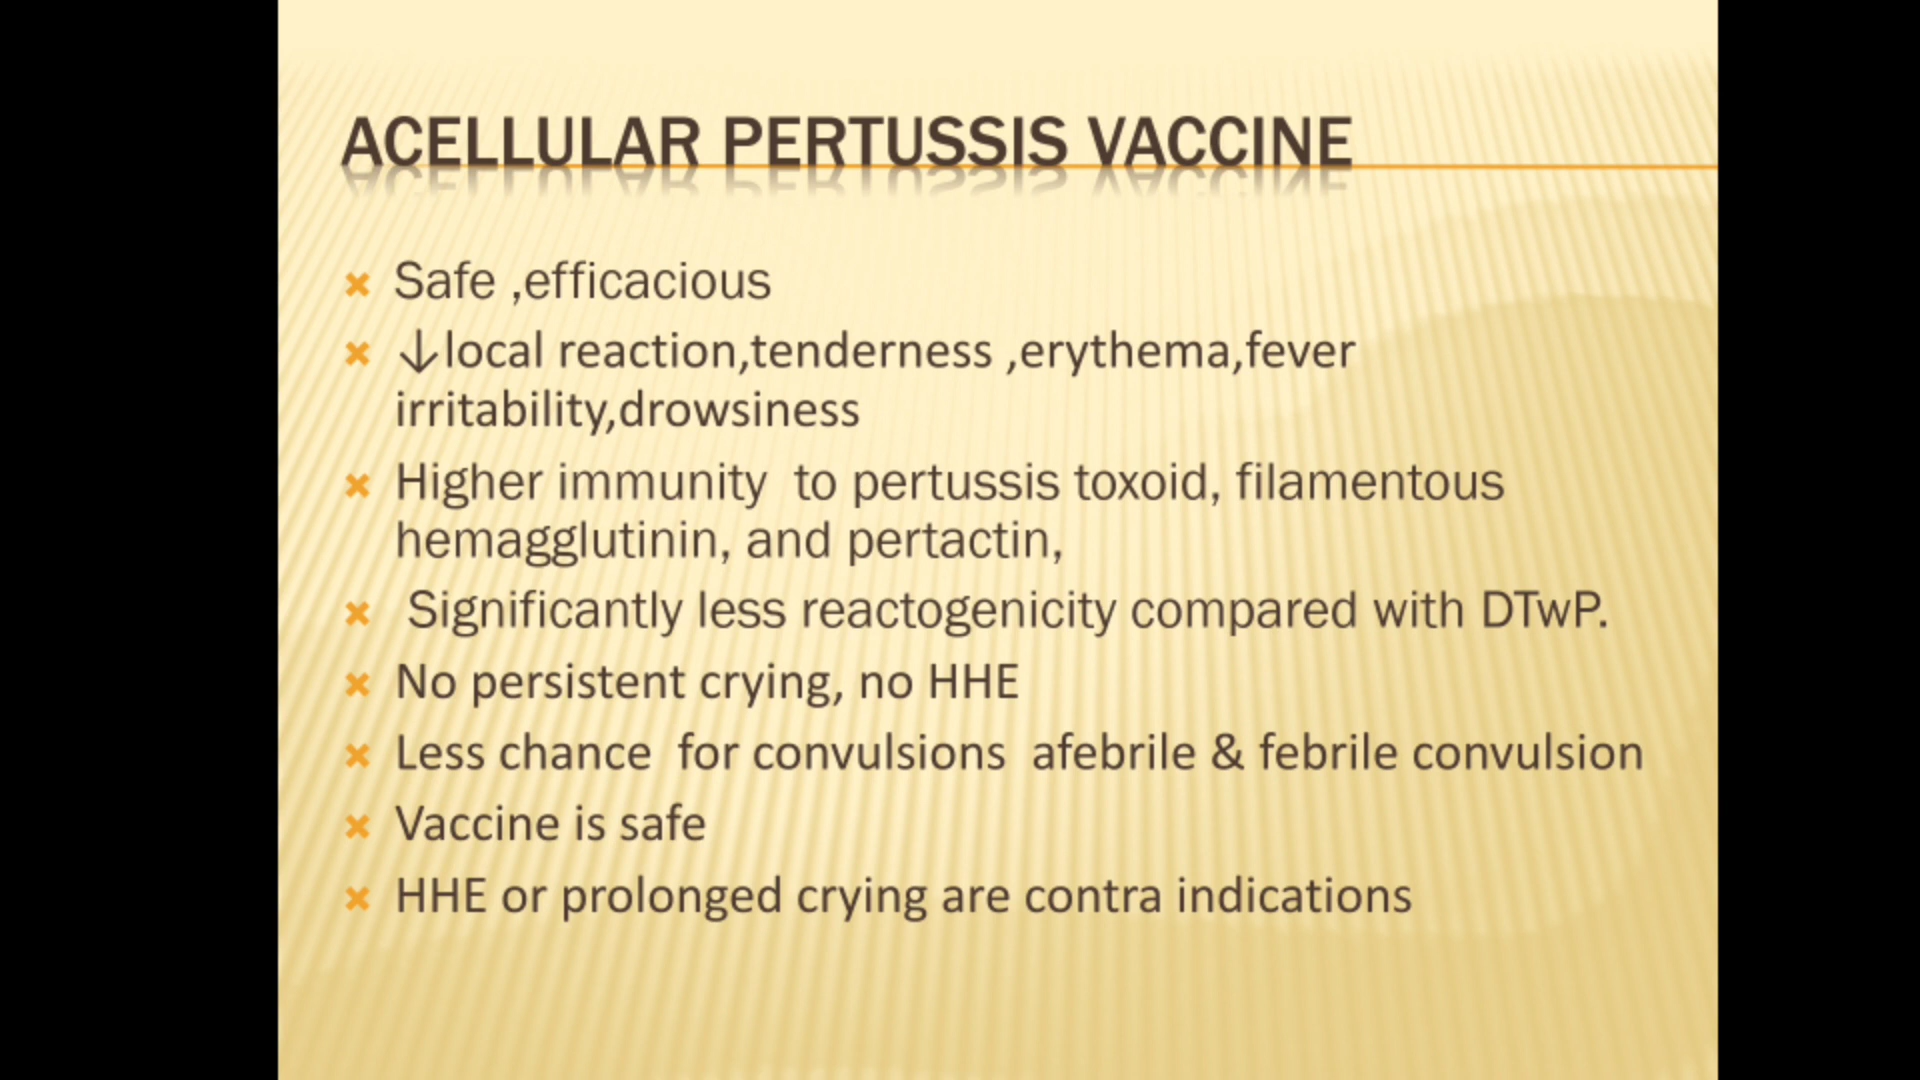 ACELLULAR PERTUSSIS VACCINE
Safe ,efficacious
↓local reaction,tenderness ,erythema,fever
irritability,drowsiness
Higher immunity  to pertussis toxoid, filamentous
hemagglutinin, and pertactin,
Significantly less reactogenicity compared with DTwP.
No persistent crying, no HHE
Less chance  for convulsions  afebrile & febrile convulsion
Vaccine is safe
HHE or prolonged crying are contra indications